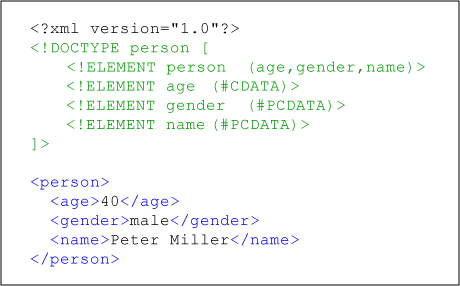 <?xml version="1.0"?>
<!DOCTYPE person [
<!ELEMENT person (age,gender,name)>
<!ELEMENT age (#CDATA)>
<!ELEMENT gender (#PCDATA)>
<!ELEMENT name (#PCDATA)>
]>
<person>
<age>40</age>
<gender>male</gender>
<name>Peter Miller</name>
</person>